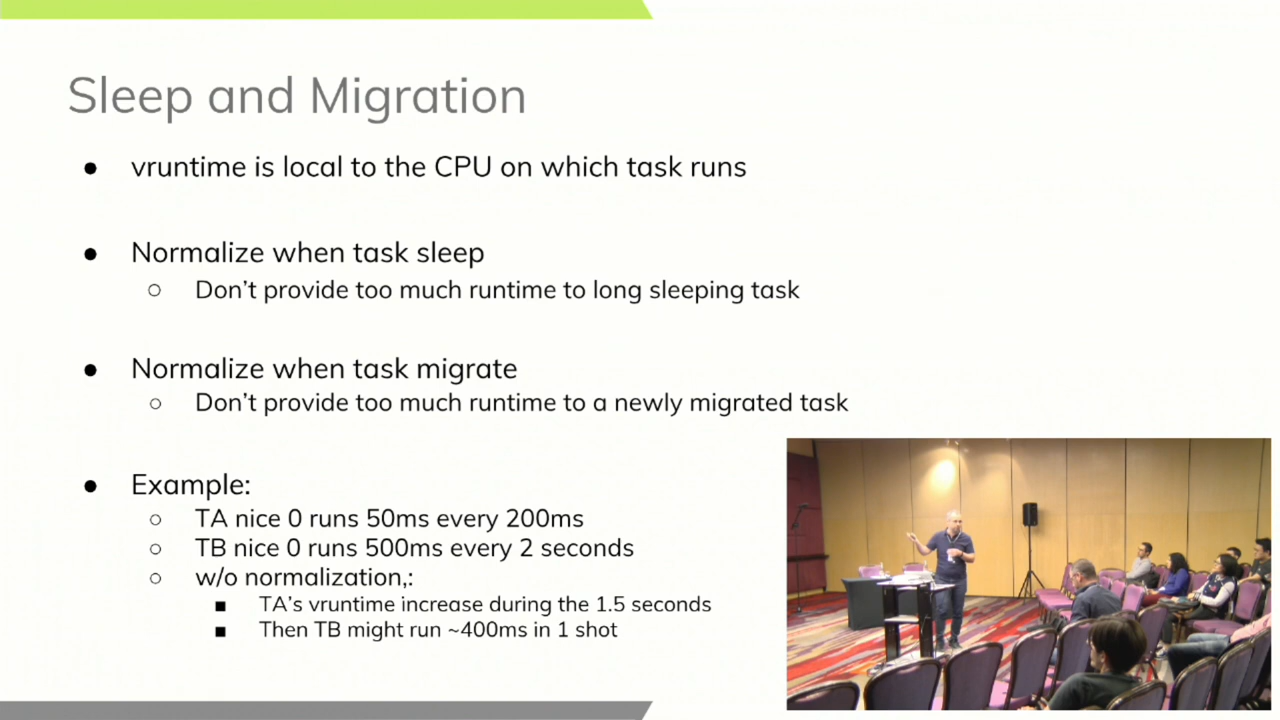 Sleep and Migration
● vruntime is local to the CPU on which task runs
● Normalize when task sleep
○ Don't provide too much runtime to long sleeping task
● Normalize when task migrate
○ Don't provide too much runtime to a newly migrated task
● Example:
○ TA nice 0 runs 50ms every 200ms
○ TB nice 0 runs 500ms every 2 seconds
○ w/o normalization,:
■ TA's vruntime increase during the 1.5 seconds
■ Then TB might run ~400ms in 1 shot